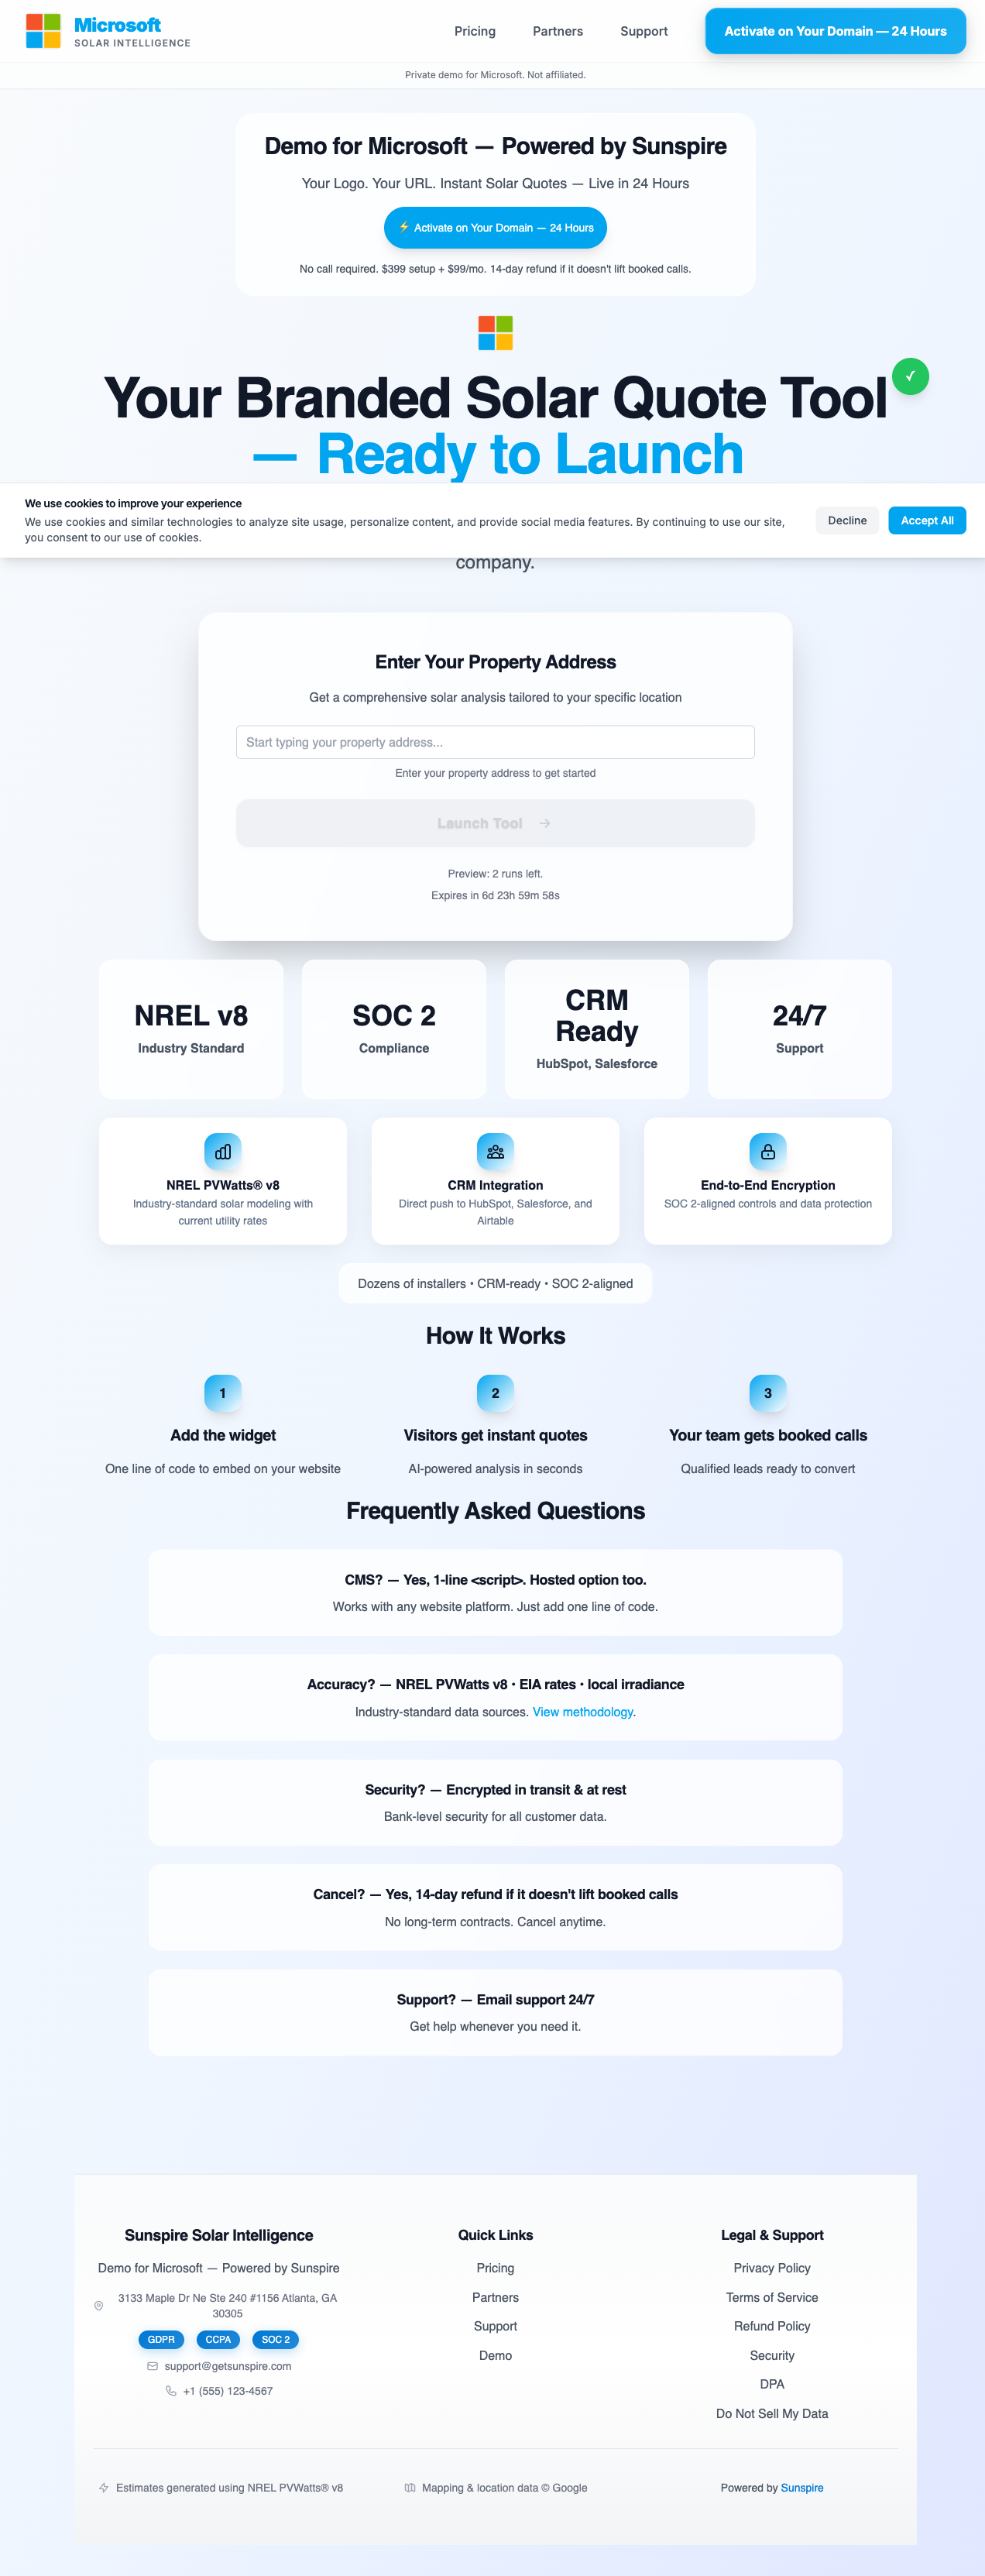 Microsoft
SOLAR INTELLIGENCE
Pricing
Partners
Support
Activate on Your Domain — 24 Hours
Private demo for Microsoft. Not affiliated.
Demo for Microsoft — Powered by Sunspire
Your Logo. Your URL. Instant Solar Quotes — Live in 24 Hours
⚡ Activate on Your Domain — 24 Hours
No call required. $399 setup + $99/mo. 14-day refund if it doesn't lift booked calls.
✓
Your Branded Solar Quote Tool
— Ready to Launch
We use cookies to improve your experience
We use cookies and similar technologies to analyze site usage, personalize content, and provide social media features. By continuing to use our site,
you consent to our use of cookies.
Decline
Accept All
company.
Enter Your Property Address
Get a comprehensive solar analysis tailored to your specific location
Start typing your property address...
Enter your property address to get started
Launch Tool →
Preview: 2 runs left.
Expires in 6d 23h 59m 58s
NREL v8
Industry Standard
SOC 2
Compliance
CRM
Ready
HubSpot, Salesforce
24/7
Support
NREL PVWatts® v8
Industry-standard solar modeling with
current utility rates
CRM Integration
Direct push to HubSpot, Salesforce, and
Airtable
End-to-End Encryption
SOC 2-aligned controls and data protection
Dozens of installers • CRM-ready • SOC 2-aligned
How It Works
1
Add the widget
One line of code to embed on your website
2
Visitors get instant quotes
AI-powered analysis in seconds
3
Your team gets booked calls
Qualified leads ready to convert
Frequently Asked Questions
CMS? — Yes, 1-line <script>. Hosted option too.
Works with any website platform. Just add one line of code.
Accuracy? — NREL PVWatts v8 • EIA rates • local irradiance
Industry-standard data sources. View methodology.
Security? — Encrypted in transit & at rest
Bank-level security for all customer data.
Cancel? — Yes, 14-day refund if it doesn't lift booked calls
No long-term contracts. Cancel anytime.
Support? — Email support 24/7
Get help whenever you need it.
Sunspire Solar Intelligence
Demo for Microsoft — Powered by Sunspire
3133 Maple Dr Ne Ste 240 #1156 Atlanta, GA
30305
GDPR
CCPA
SOC 2
support@getsunspire.com
+1 (555) 123-4567
Quick Links
Pricing
Partners
Support
Demo
Legal & Support
Privacy Policy
Terms of Service
Refund Policy
Security
DPA
Do Not Sell My Data
Estimates generated using NREL PVWatts® v8
Mapping & location data © Google
Powered by Sunspire